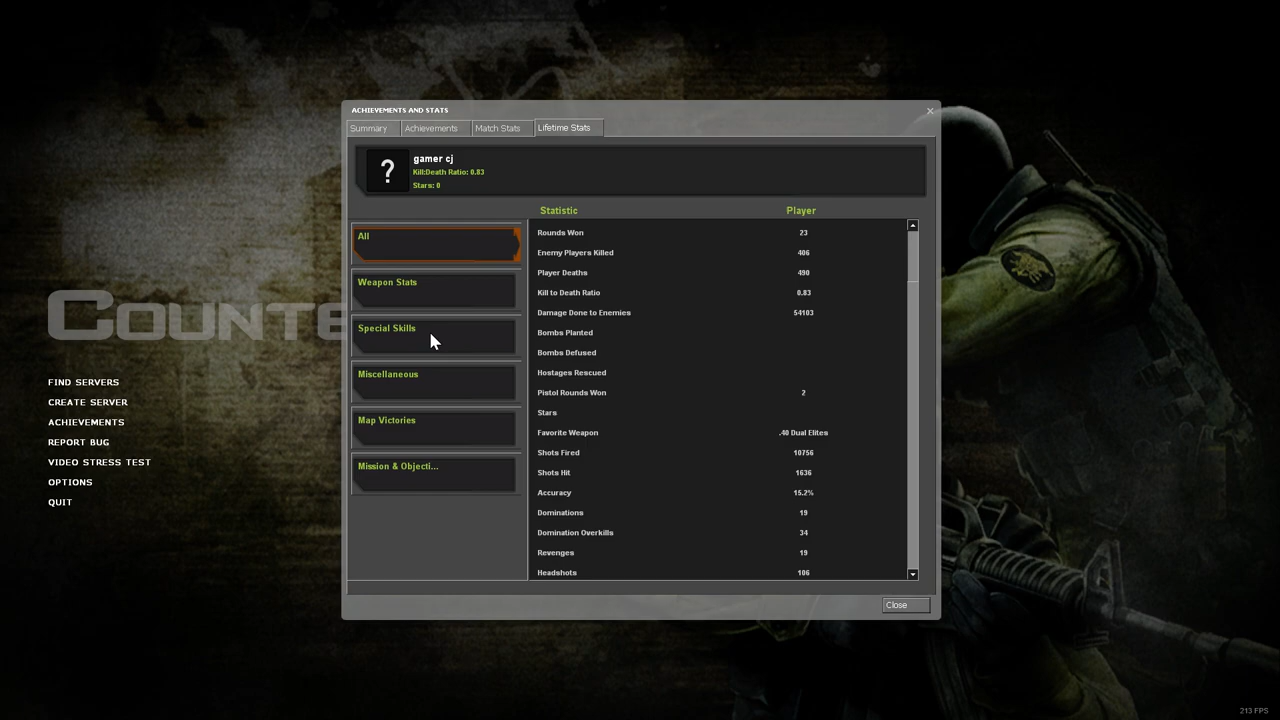 ACHIEVEMENTS AND STATS
Summary
Achievements
Match Stats
Lifetime Stats
?
gamer cj
Kill:Death Ratio: 0.83
Stars: 0
Statistic Player
All
Weapon Stats
Special Skills
Miscellaneous
Map Victories
Mission & Objecti...
Rounds Won 23
Enemy Players Killed 406
Player Deaths 490
Kill to Death Ratio 0.83
Damage Done to Enemies 54103
Bombs Planted
Bombs Defused
Hostages Rescued
Pistol Rounds Won 2
Stars
Favorite Weapon .40 Dual Elites
Shots Fired 10756
Shots Hit 1636
Accuracy 15.2%
Dominations 19
Domination Overkills 34
Revenges 19
Headshots 106
Close
COUNTE
FIND SERVERS
CREATE SERVER
ACHIEVEMENTS
REPORT BUG
VIDEO STRESS TEST
OPTIONS
QUIT
213 FPS